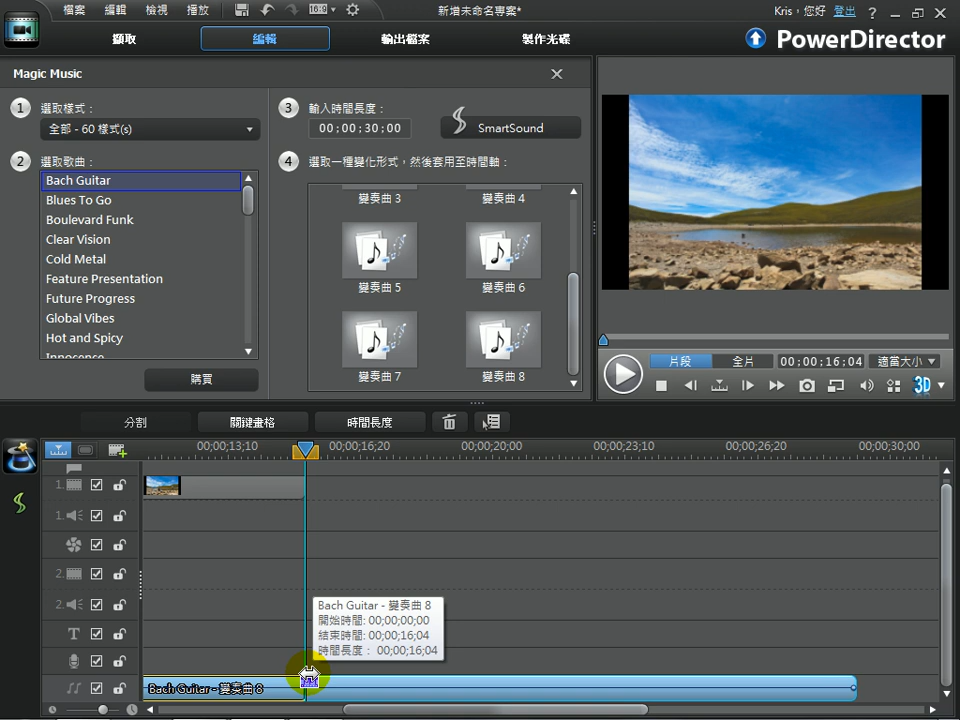 檔案 編輯 檢視 播放 16:9 新增未命名專案* Kris，您好 登出 ?
擷取 編輯 輸出檔案 製作光碟 PowerDirector
Magic Music
1 選取樣式：
全部 - 60 樣式(s)
2 選取歌曲：
Bach Guitar
Blues To Go
Boulevard Funk
Clear Vision
Cold Metal
Feature Presentation
Future Progress
Global Vibes
Hot and Spicy
Innocence
購買
3 輸入時間長度：
00;00;30;00 SmartSound
4 選取一種變化形式，然後套用至時間軸：
變奏曲 3 變奏曲 4
變奏曲 5 變奏曲 6
變奏曲 7 變奏曲 8
片段 全片 00;00;16;04 適當大小
3D
分割 關鍵畫格 時間長度
00;00;13;10 00;00;16;20 00;00;20;00 00;00;23;10 00;00;26;20 00;00;30;00
1.
1.
2.
2.
T
Bach Guitar - 變奏曲 8
開始時間: 00;00;00;00
結束時間: 00;00;16;04
時間長度： 00;00;16;04
Bach Guitar - 變奏曲 8